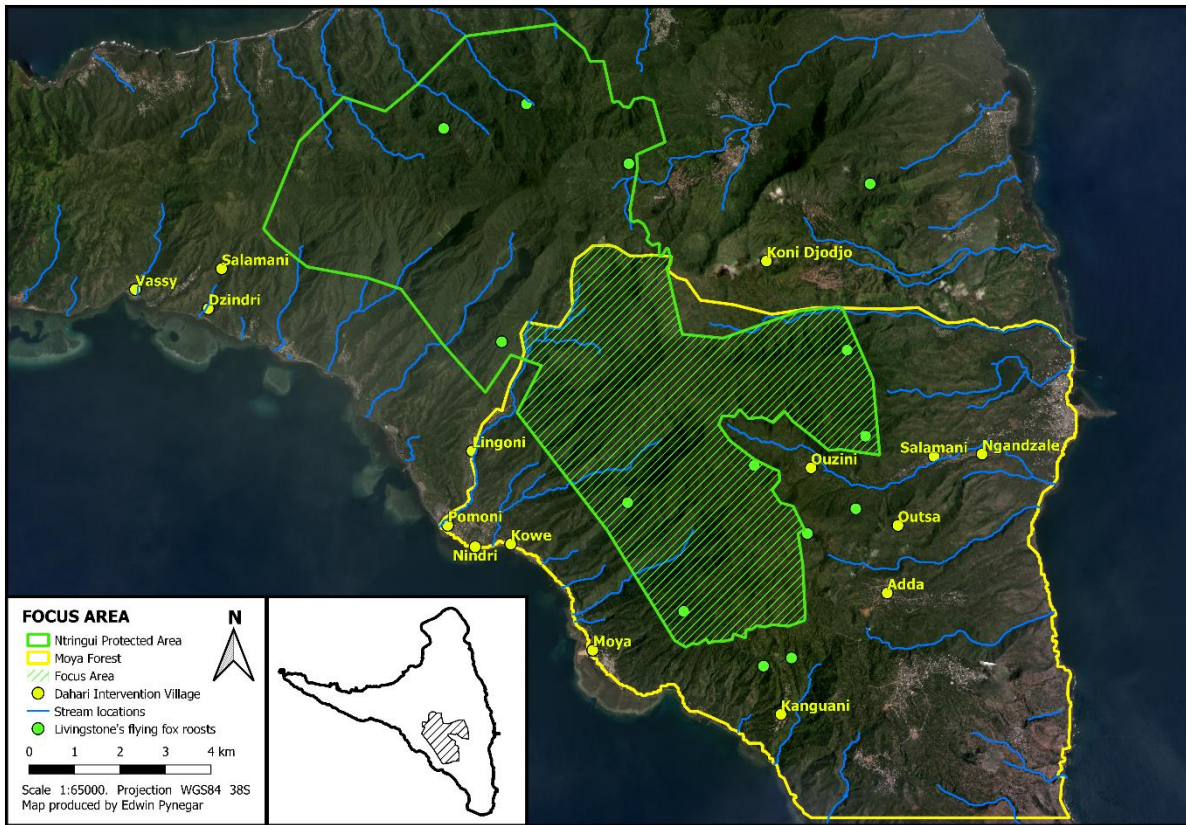 Koni Djodjo
Salamani
Vassy
Dzindri
Lingoni
Ouzini
Salamani
Ngandzale
Pomoni
Outsa
Nindri
Kowe
Adda
Moya
Kanguani
FOCUS AREA
N
Ntringui Protected Area
Moya Forest
Focus Area
Dahari Intervention Village
Stream locations
Livingstone's flying fox roosts
0 1 2 3 4 km
Scale 1:65000. Projection WGS84 38S
Map produced by Edwin Pynegar